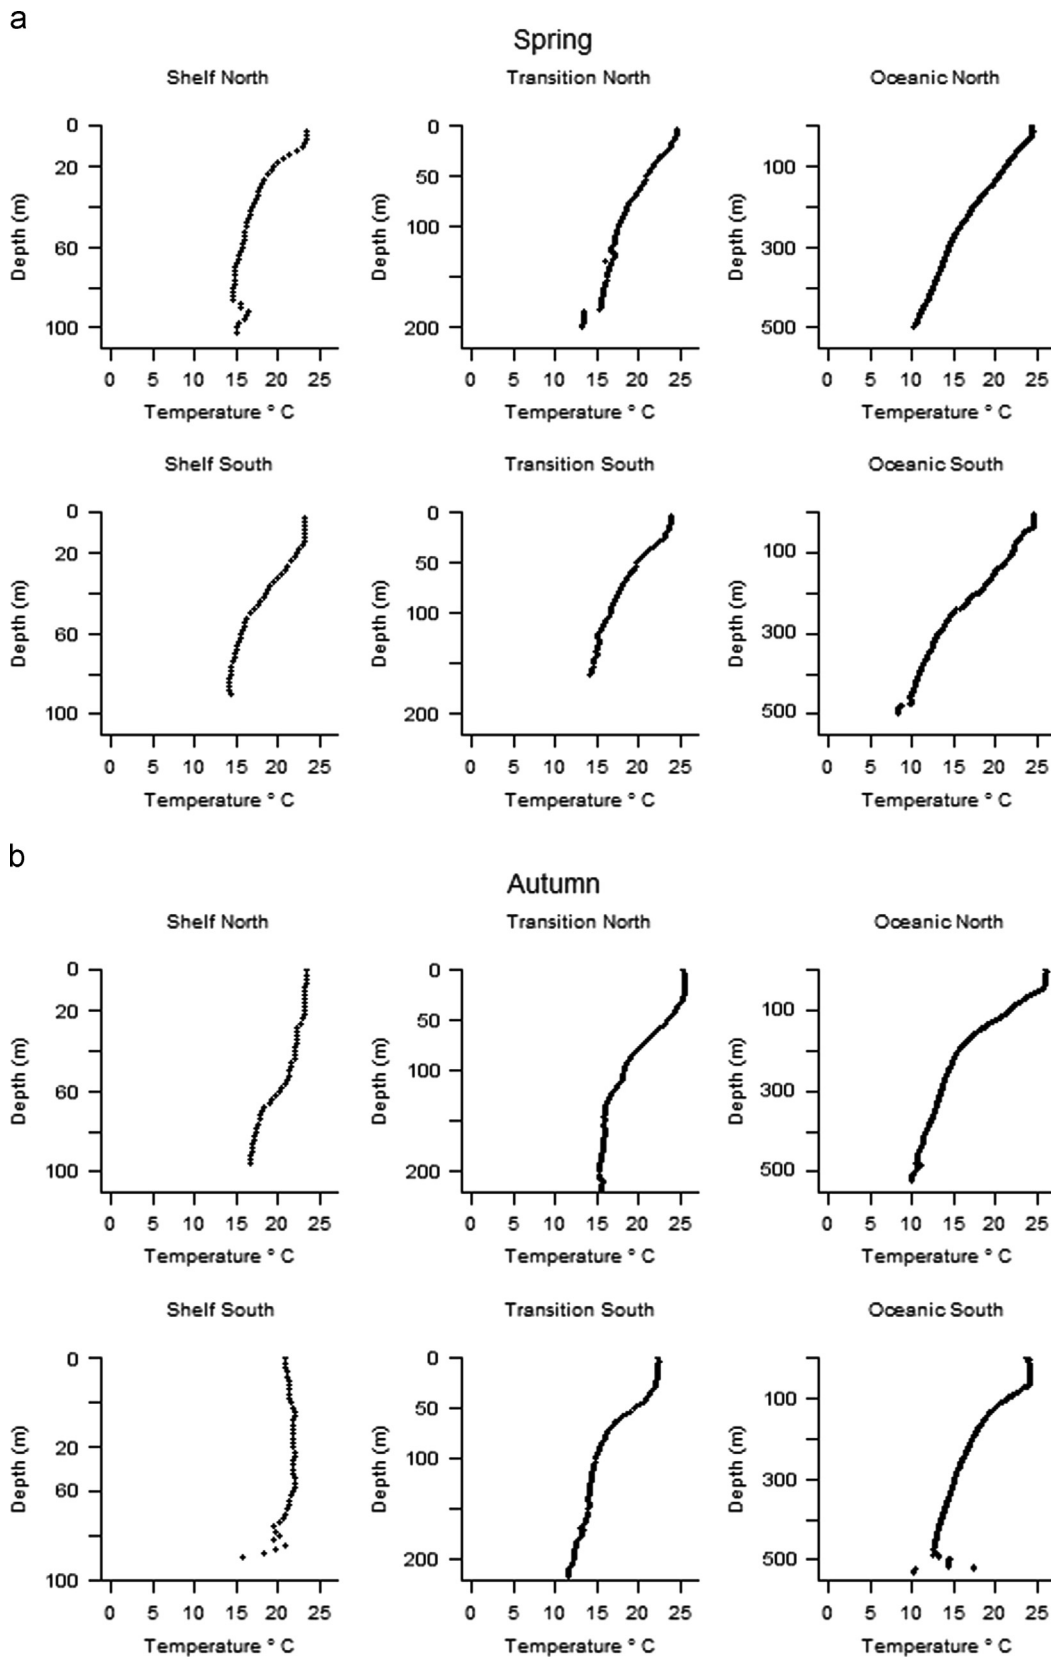 a
Spring
Shelf North Transition North Oceanic North
0 20 60 100
Depth (m)
0 5 10 15 20 25
Temperature ° C
0 50 100 200
Depth (m)
0 5 10 15 20 25
Temperature ° C
100 300 500
Depth (m)
0 5 10 15 20 25
Temperature ° C
Shelf South Transition South Oceanic South
0 20 60 100
Depth (m)
0 5 10 15 20 25
Temperature ° C
0 50 100 200
Depth (m)
0 5 10 15 20 25
Temperature ° C
100 300 500
Depth (m)
0 5 10 15 20 25
Temperature ° C
b
Autumn
Shelf North Transition North Oceanic North
0 20 60 100
Depth (m)
0 5 10 15 20 25
Temperature ° C
0 50 100 200
Depth (m)
0 5 10 15 20 25
Temperature ° C
100 300 500
Depth (m)
0 5 10 15 20 25
Temperature ° C
Shelf South Transition South Oceanic South
0 20 60 100
Depth (m)
0 5 10 15 20 25
Temperature ° C
0 50 100 200
Depth (m)
0 5 10 15 20 25
Temperature ° C
100 300 500
Depth (m)
0 5 10 15 20 25
Temperature ° C